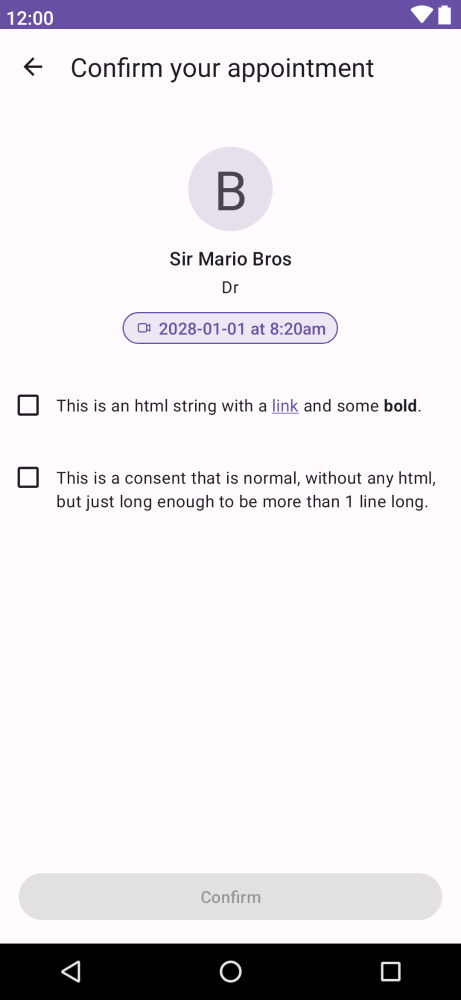 12:00
Confirm your appointment
B
Sir Mario Bros
Dr
2028-01-01 at 8:20am
This is an html string with a link and some bold.
This is a consent that is normal, without any html,
but just long enough to be more than 1 line long.
Confirm